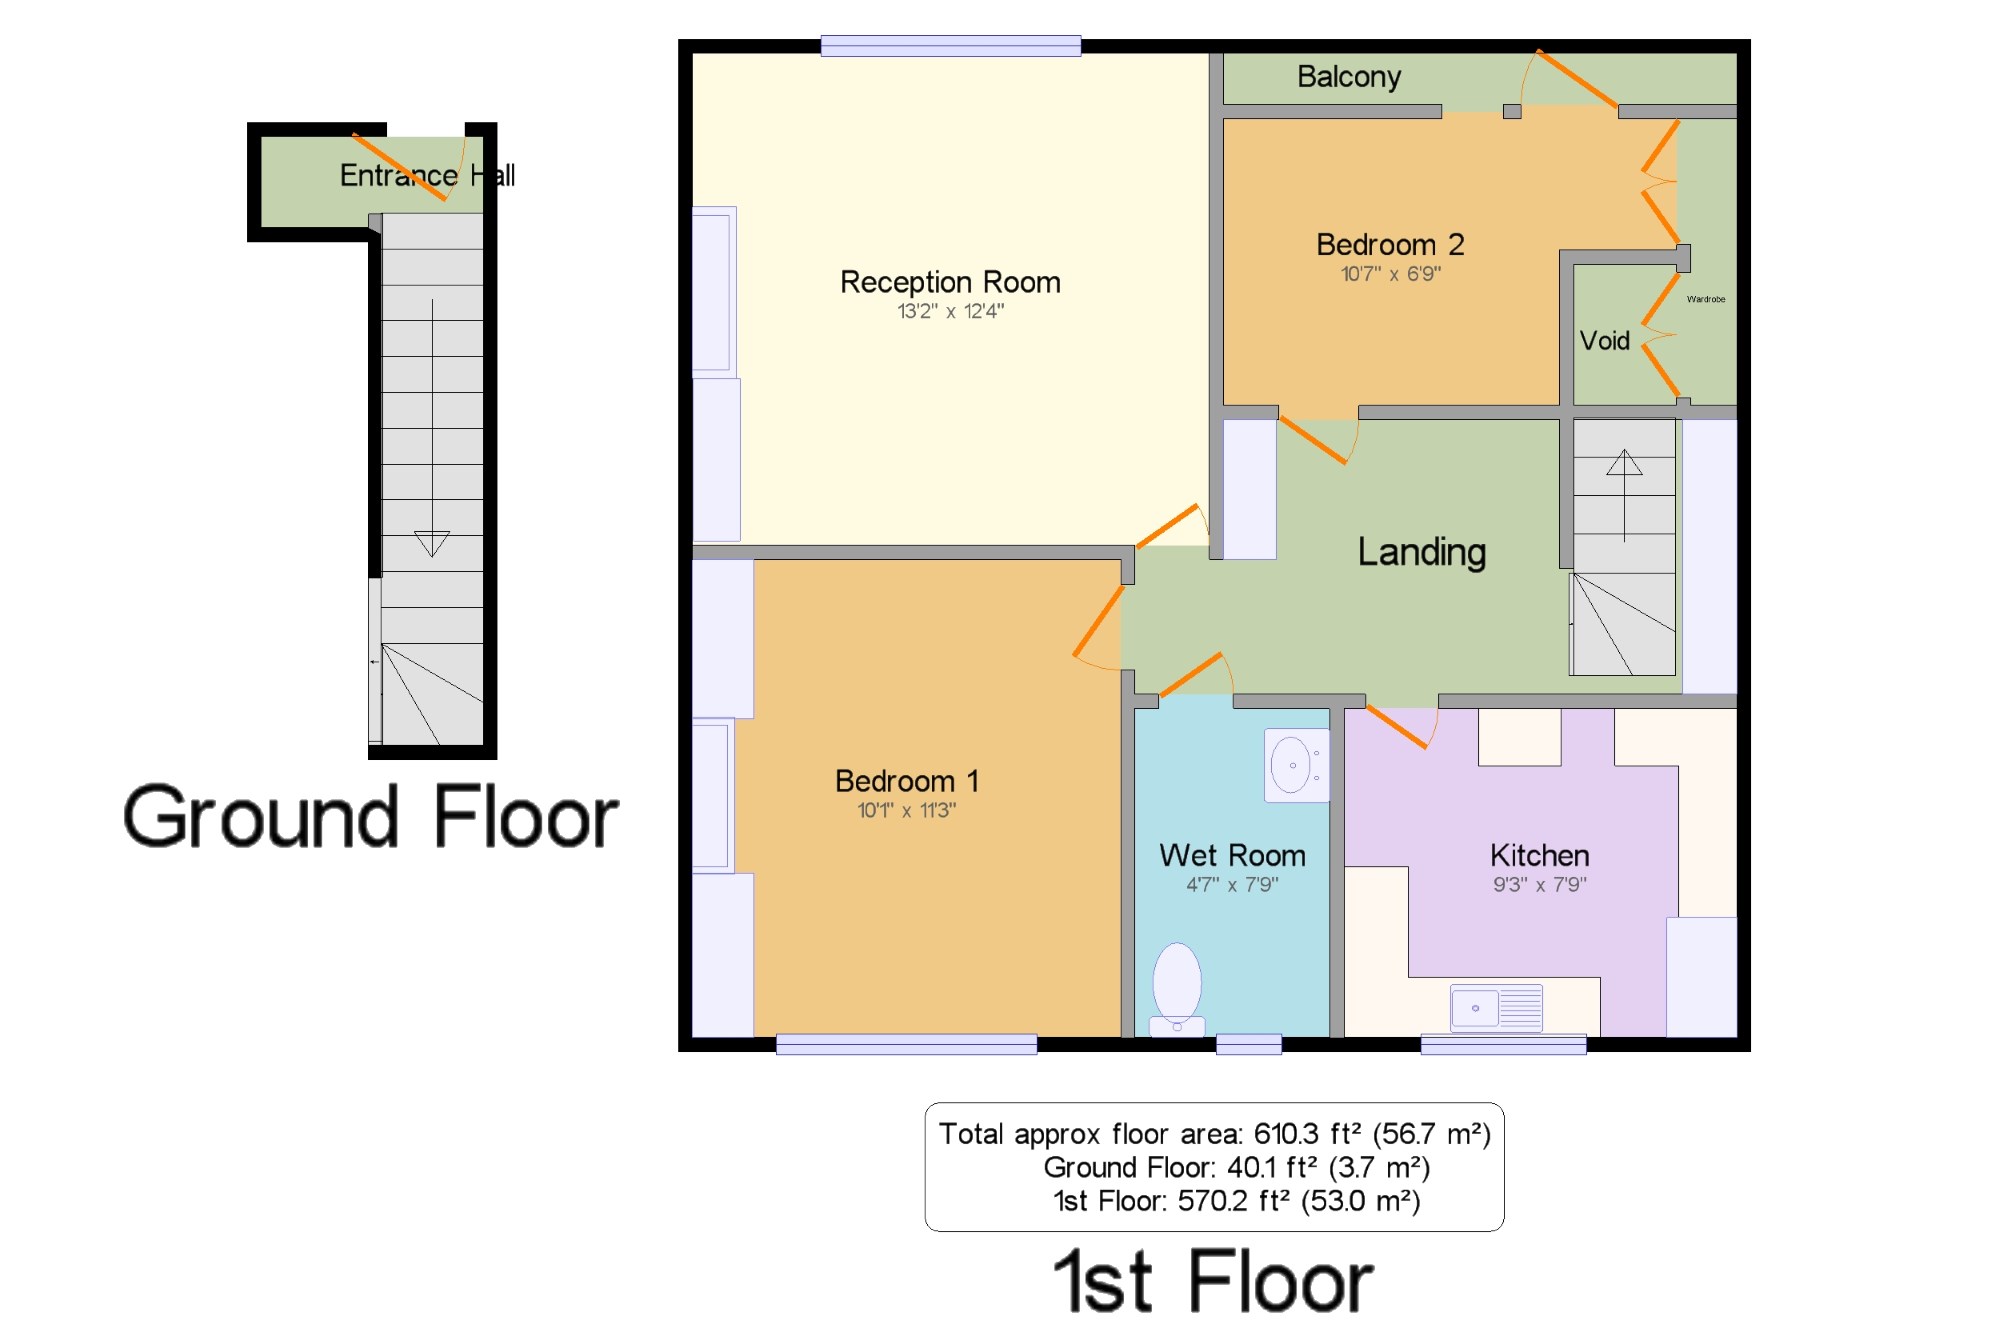 Entrance Hall
Ground Floor
Balcony
Reception Room
13'2" x 12'4"
Bedroom 2
10'7" x 6'9"
Wardrobe
Void
Landing
Bedroom 1
10'1" x 11'3"
Wet Room
4'7" x 7'9"
Kitchen
9'3" x 7'9"
Total approx floor area: 610.3 ft² (56.7 m²)
Ground Floor: 40.1 ft² (3.7 m²)
1st Floor: 570.2 ft² (53.0 m²)
1st Floor